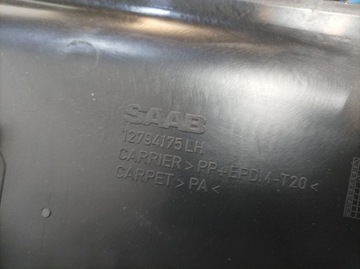 SAAB
12794175 LH
CARRIER > PP+EPDM-T20 <
CARPET > PA <